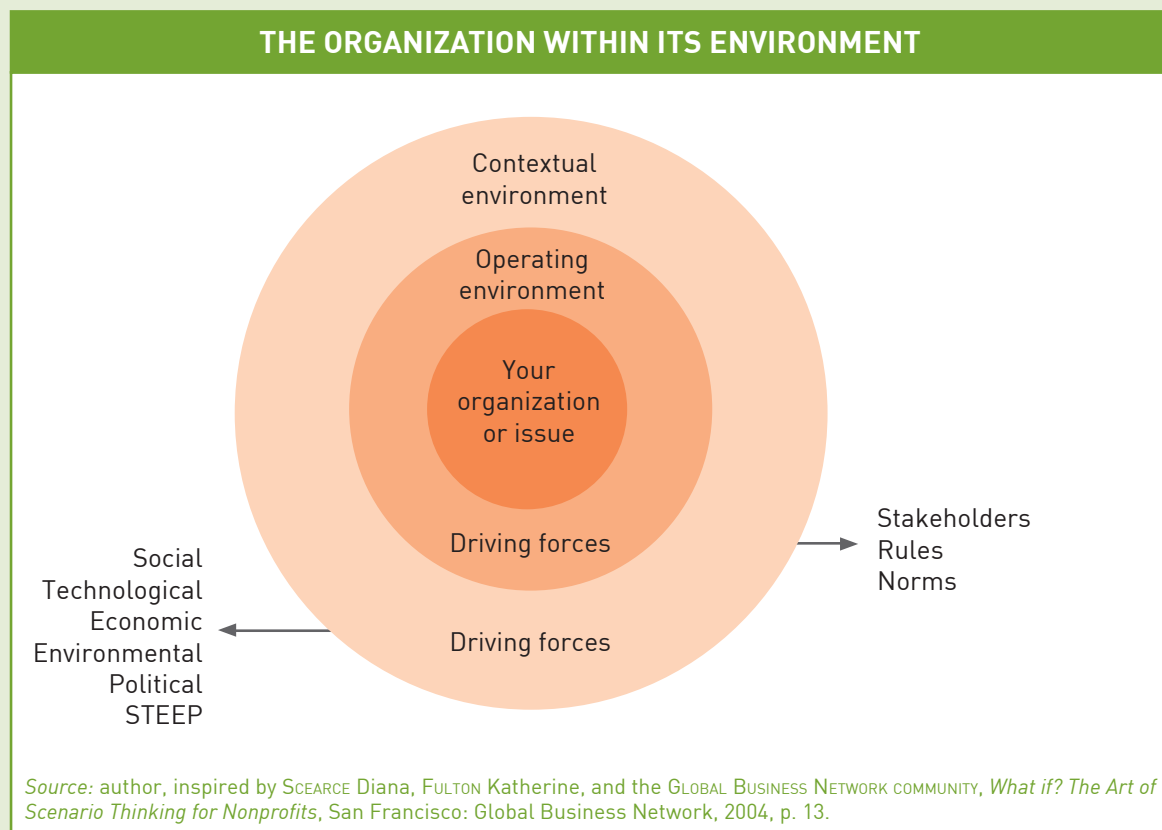 THE ORGANIZATION WITHIN ITS ENVIRONMENT
Contextual
environment
Operating
environment
Your
organization
or issue
Driving forces
Driving forces
Stakeholders
Rules
Norms
Social
Technological
Economic
Environmental
Political
STEEP
Source: author, inspired by SCEARCE Diana, FULTON Katherine, and the GLOBAL BUSINESS NETWORK COMMUNITY, What if? The Art of
Scenario Thinking for Nonprofits, San Francisco: Global Business Network, 2004, p. 13.